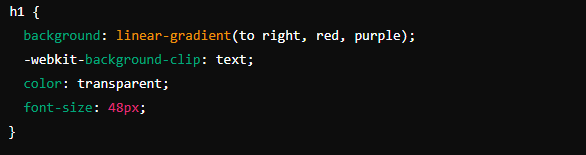 h1 {
  background: linear-gradient(to right, red, purple);
  -webkit-background-clip: text;
  color: transparent;
  font-size: 48px;
}